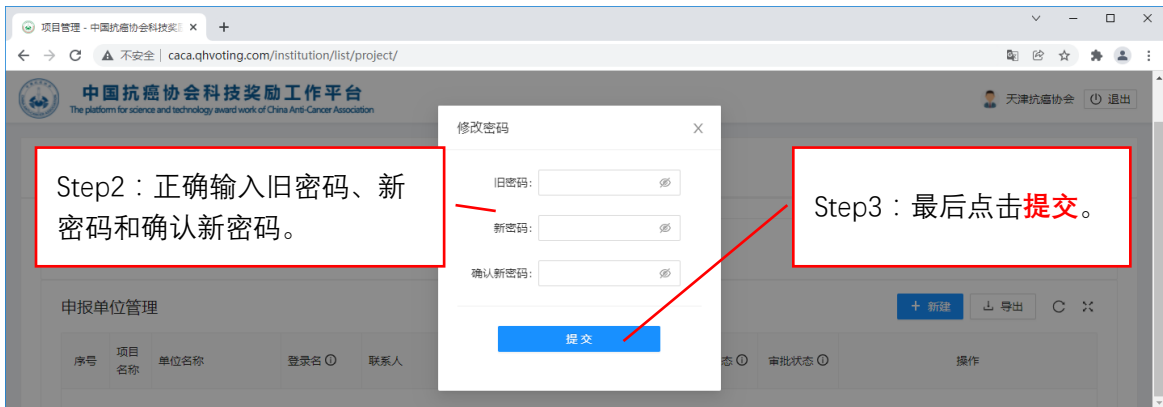 项目管理 - 中国抗癌协会科技奖
不安全 | caca.qhvoting.com/institution/list/project/
中国抗癌协会科技奖励工作平台
The platform for science and technology award work of China Anti-Cancer Association
天津抗癌协会 退出
修改密码
Step2：正确输入旧密码、新
密码和确认新密码。
旧密码:
新密码:
确认新密码:
提 交
Step3：最后点击提交。
申报单位管理
+ 新建 导出
序号 项目名称 单位名称 登录名 联系人 态 审批状态 操作